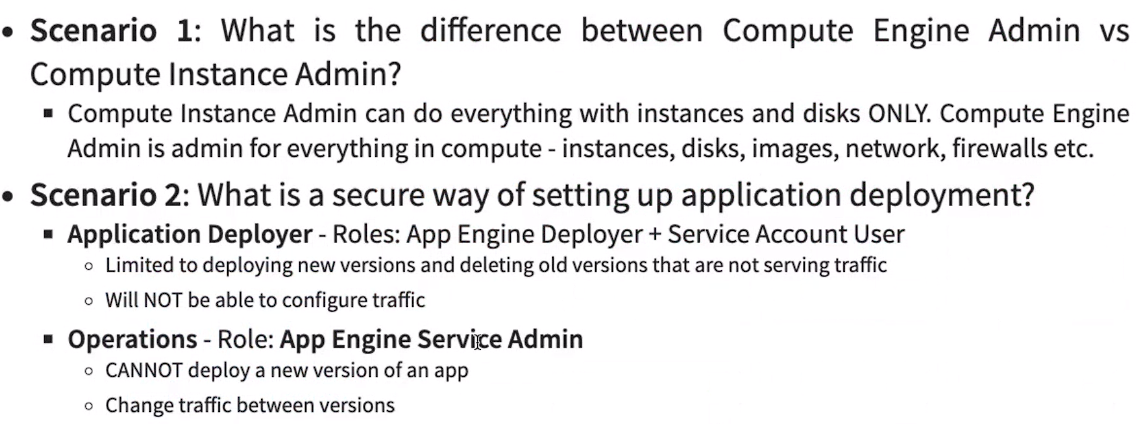 • Scenario 1: What is the difference between Compute Engine Admin vs
Compute Instance Admin?
▪ Compute Instance Admin can do everything with instances and disks ONLY. Compute Engine
Admin is admin for everything in compute - instances, disks, images, network, firewalls etc.
• Scenario 2: What is a secure way of setting up application deployment?
▪ Application Deployer - Roles: App Engine Deployer + Service Account User
◦ Limited to deploying new versions and deleting old versions that are not serving traffic
◦ Will NOT be able to configure traffic
▪ Operations - Role: App Engine Service Admin
◦ CANNOT deploy a new version of an app
◦ Change traffic between versions